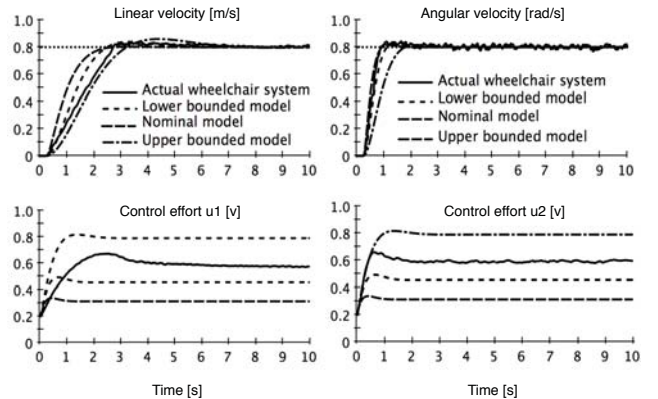 Linear velocity [m/s]
Angular velocity [rad/s]
1.0
0.8
0.6
0.4
0.2
0
Actual wheelchair system
Lower bounded model
Nominal model
Upper bounded model
0 1 2 3 4 5 6 7 8 9 10
1.0
0.8
0.6
0.4
0.2
0
Actual wheelchair system
Lower bounded model
Nominal model
Upper bounded model
0 1 2 3 4 5 6 7 8 9 10
Control effort u1 [v]
Control effort u2 [v]
1.0
0.8
0.6
0.4
0.2
0
0 1 2 3 4 5 6 7 8 9 10
1.0
0.8
0.6
0.4
0.2
0
0 1 2 3 4 5 6 7 8 9 10
Time [s]
Time [s]